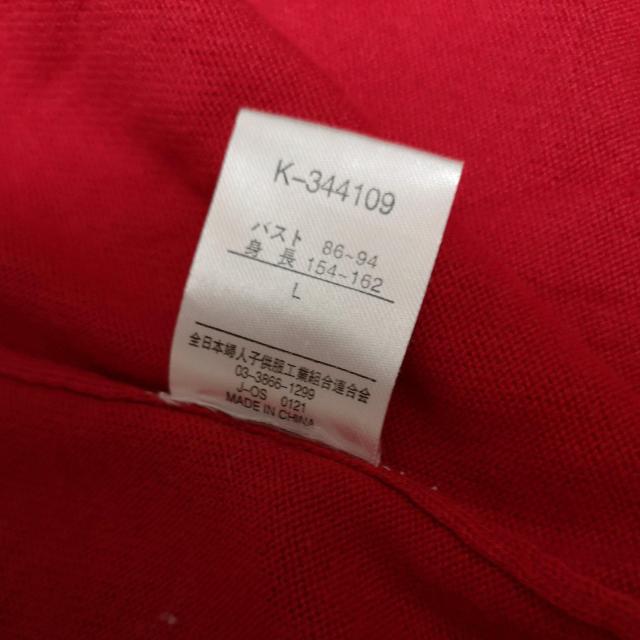 K-344109
バスト 86~94
身 長 154~162
L
全日本婦人子供服工業組合連合会
03-3866-1299
J-OS 0121
MADE IN CHINA